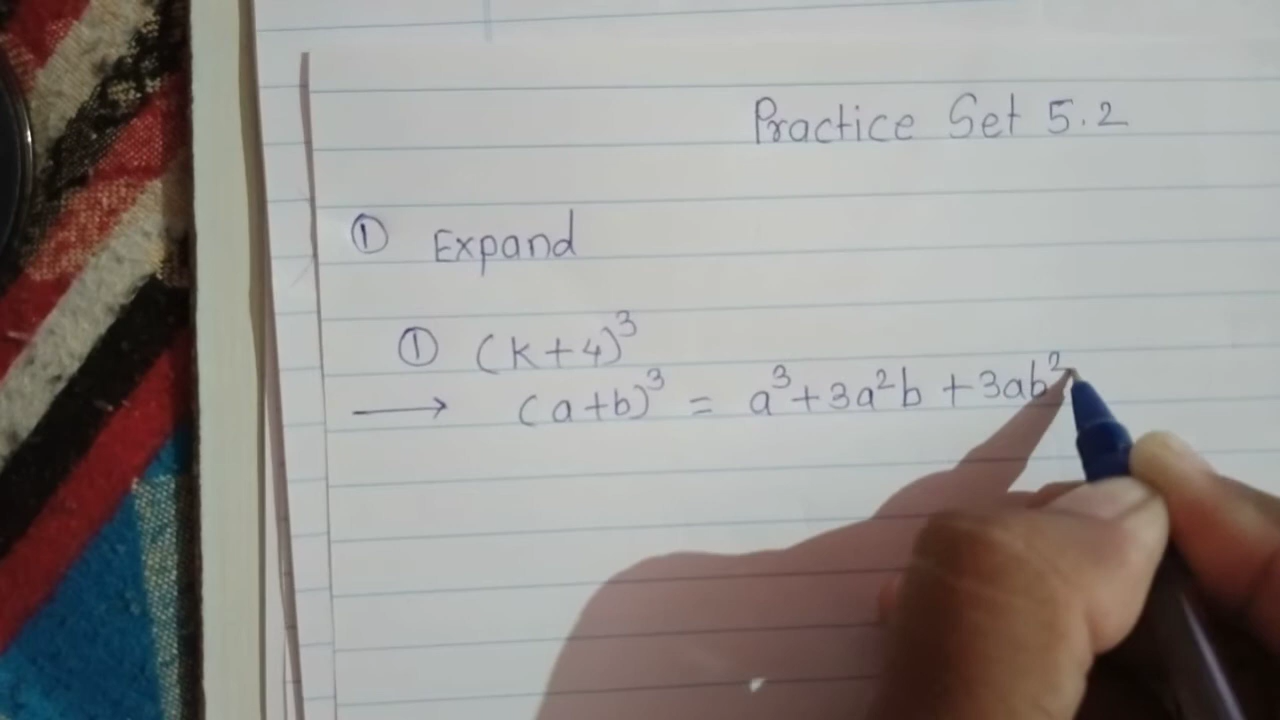 Practice Set 5.2
① Expand
① (k+4)³
⟶ (a+b)³ = a³+3a²b +3ab²